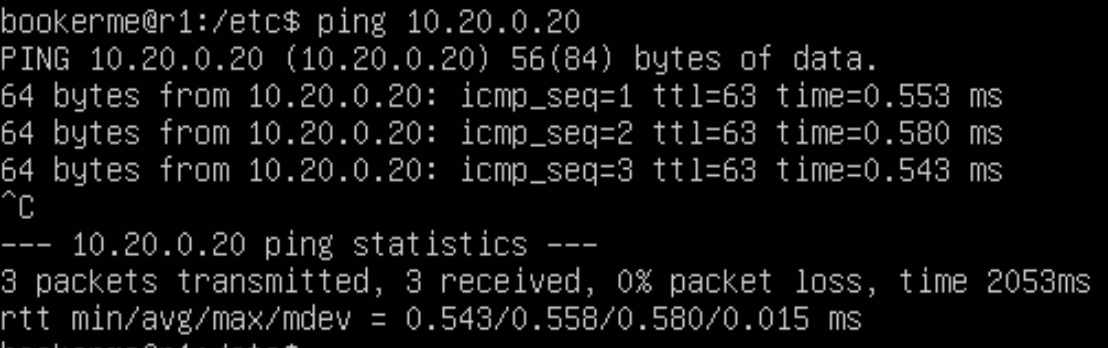 bookerme@r1:/etc$ ping 10.20.0.20
PING 10.20.0.20 (10.20.0.20) 56(84) bytes of data.
64 bytes from 10.20.0.20: icmp_seq=1 ttl=63 time=0.553 ms
64 bytes from 10.20.0.20: icmp_seq=2 ttl=63 time=0.580 ms
64 bytes from 10.20.0.20: icmp_seq=3 ttl=63 time=0.543 ms
^C
--- 10.20.0.20 ping statistics ---
3 packets transmitted, 3 received, 0% packet loss, time 2053ms
rtt min/avg/max/mdev = 0.543/0.558/0.580/0.015 ms